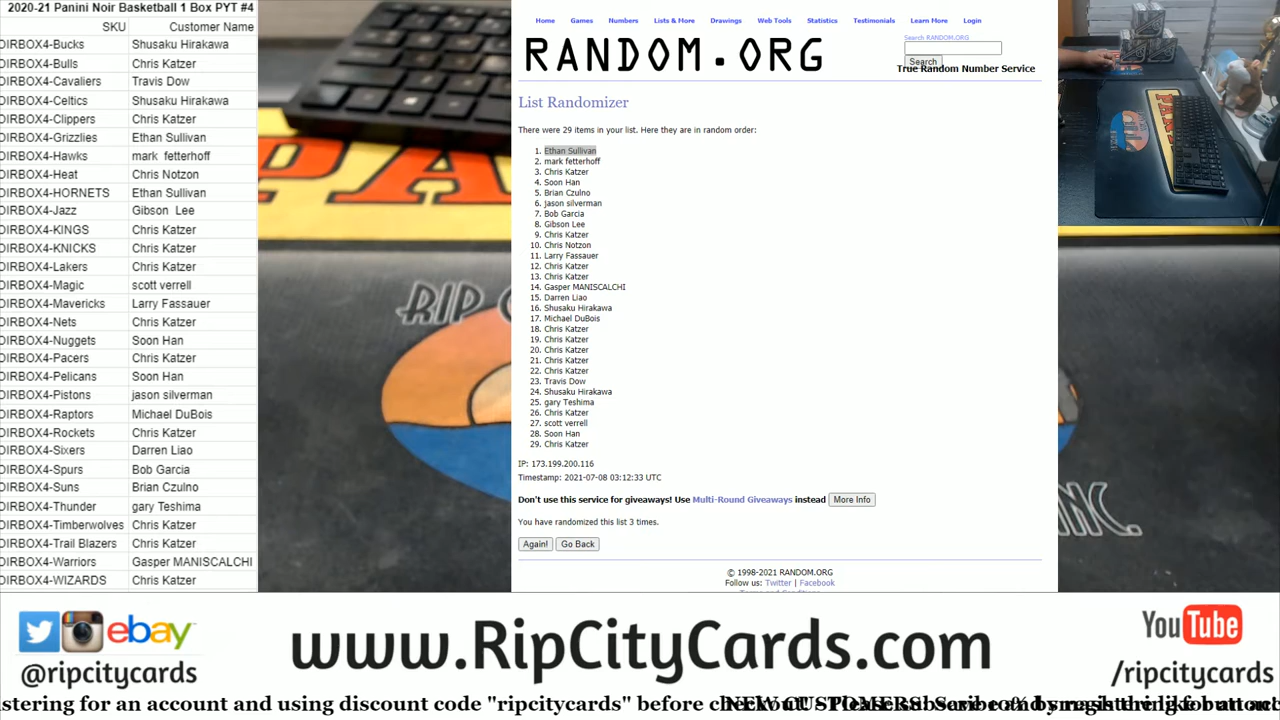 2020-21 Panini Noir Basketball 1 Box PYT #4
SKU Customer Name
DIRBOX4-Bucks Shusaku Hirakawa
DIRBOX4-Bulls Chris Katzer
DIRBOX4-Cavaliers Travis Dow
DIRBOX4-Celtics Shusaku Hirakawa
DIRBOX4-Clippers Chris Katzer
DIRBOX4-Grizzlies Ethan Sullivan
DIRBOX4-Hawks mark fetterhoff
DIRBOX4-Heat Chris Notzon
DIRBOX4-HORNETS Ethan Sullivan
DIRBOX4-Jazz Gibson Lee
DIRBOX4-KINGS Chris Katzer
DIRBOX4-KNICKS Chris Katzer
DIRBOX4-Lakers Chris Katzer
DIRBOX4-Magic scott verrell
DIRBOX4-Mavericks Larry Fassauer
DIRBOX4-Nets Chris Katzer
DIRBOX4-Nuggets Soon Han
DIRBOX4-Pacers Chris Katzer
DIRBOX4-Pelicans Soon Han
DIRBOX4-Pistons jason silverman
DIRBOX4-Raptors Michael DuBois
DIRBOX4-Rockets Chris Katzer
DIRBOX4-Sixers Darren Liao
DIRBOX4-Spurs Bob Garcia
DIRBOX4-Suns Brian Czulno
DIRBOX4-Thunder gary Teshima
DIRBOX4-Timberwolves Chris Katzer
DIRBOX4-Trail Blazers Chris Katzer
DIRBOX4-Warriors Gasper MANISCALCHI
DIRBOX4-WIZARDS Chris Katzer
RIP C
INC
Home Games Numbers Lists & More Drawings Web Tools Statistics Testimonials Learn More Login
RANDOM.ORG
Search RANDOM.ORG
Search
True Random Number Service
List Randomizer
There were 29 items in your list. Here they are in random order:
1. Ethan Sullivan
2. mark fetterhoff
3. Chris Katzer
4. Soon Han
5. Brian Czulno
6. jason silverman
7. Bob Garcia
8. Gibson Lee
9. Chris Katzer
10. Chris Notzon
11. Larry Fassauer
12. Chris Katzer
13. Chris Katzer
14. Gasper MANISCALCHI
15. Darren Liao
16. Shusaku Hirakawa
17. Michael DuBois
18. Chris Katzer
19. Chris Katzer
20. Chris Katzer
21. Chris Katzer
22. Chris Katzer
23. Travis Dow
24. Shusaku Hirakawa
25. gary Teshima
26. Chris Katzer
27. scott verrell
28. Soon Han
29. Chris Katzer
IP: 173.199.200.116
Timestamp: 2021-07-08 03:12:33 UTC
Don't use this service for giveaways! Use Multi-Round Giveaways instead More Info
You have randomized this list 3 times.
Again! Go Back
© 1998-2021 RANDOM.ORG
Follow us: Twitter | Facebook
Terms and Conditions
ebay
@ripcitycards
www.RipCityCards.com
YouTube
/ripcitycards
stering for an account and using discount code "ripcitycards" before checkout!
NEW CUSTOMERS: